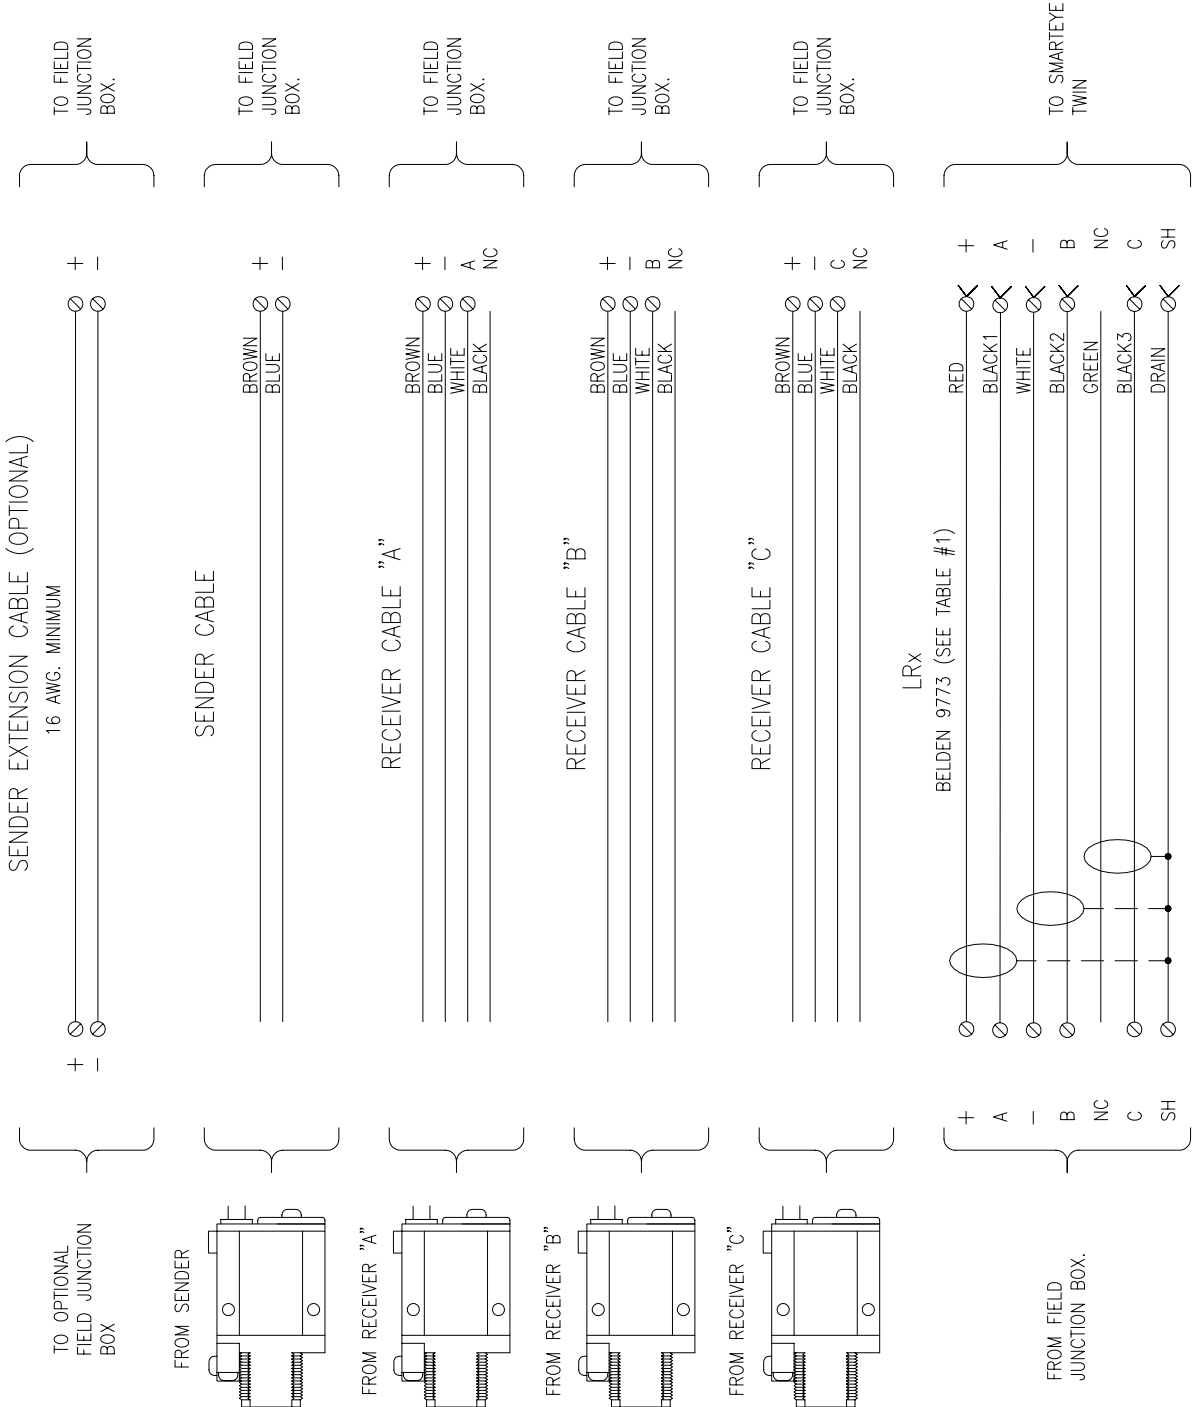 SENDER EXTENSION CABLE (OPTIONAL)
16 AWG. MINIMUM
TO OPTIONAL
FIELD JUNCTION
BOX
+
−
+
−
TO FIELD
JUNCTION
BOX.
SENDER CABLE
FROM SENDER
BROWN
BLUE
+
−
TO FIELD
JUNCTION
BOX.
RECEIVER CABLE "A"
FROM RECEIVER "A"
BROWN
BLUE
WHITE
BLACK
+
−
A
NC
TO FIELD
JUNCTION
BOX.
RECEIVER CABLE "B"
FROM RECEIVER "B"
BROWN
BLUE
WHITE
BLACK
+
−
B
NC
TO FIELD
JUNCTION
BOX.
RECEIVER CABLE "C"
FROM RECEIVER "C"
BROWN
BLUE
WHITE
BLACK
+
−
C
NC
TO FIELD
JUNCTION
BOX.
LRx
BELDEN 9773 (SEE TABLE #1)
FROM FIELD
JUNCTION BOX.
+
A
−
B
NC
C
SH
RED
BLACK1
WHITE
BLACK2
GREEN
BLACK3
DRAIN
+
A
−
B
NC
C
SH
TO SMARTEYE
TWIN